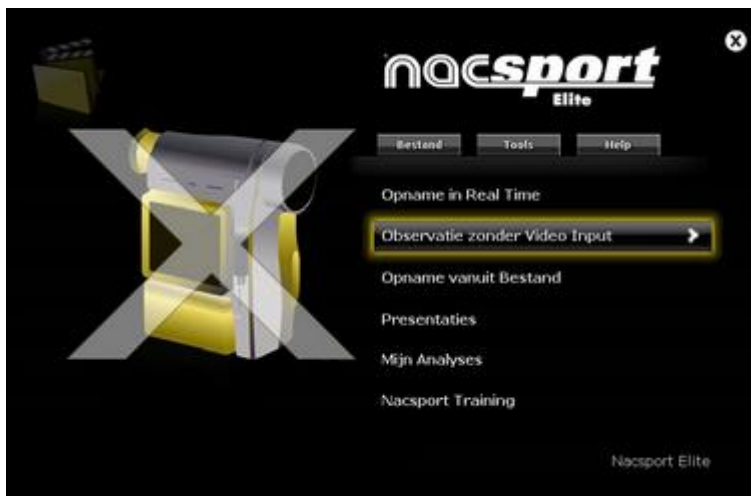 nacsport
Elite
Bestand Tools Help
Opname in Real Time
Observatie zonder Video Input
Opname vanuit Bestand
Presentaties
Mijn Analyses
Nacsport Training
Nacsport Elite